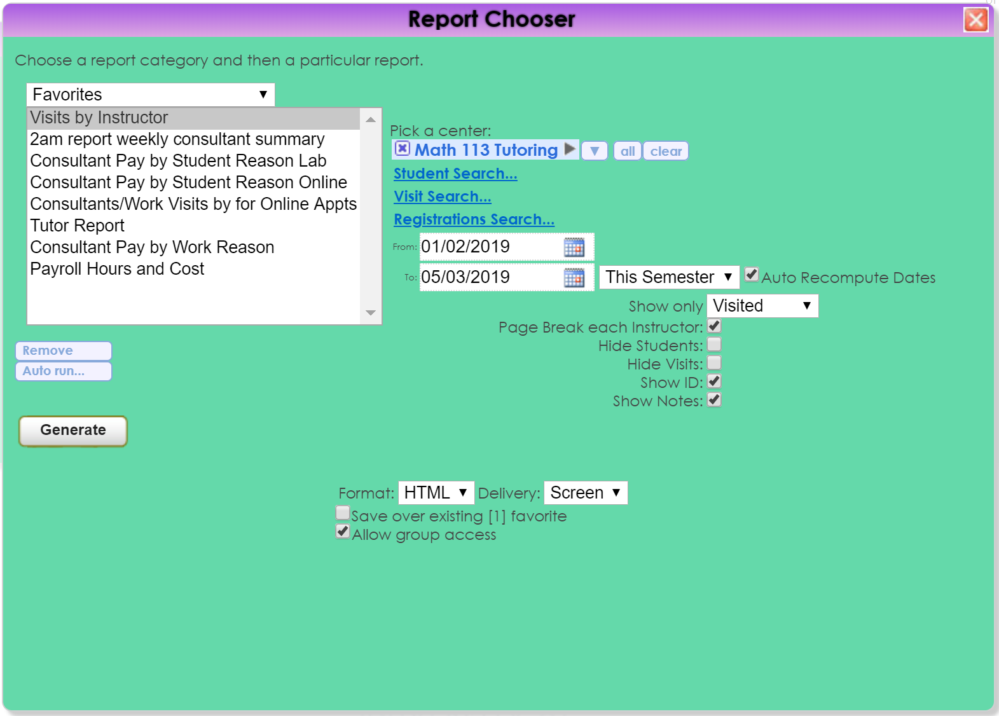 Report Chooser
Choose a report category and then a particular report.
Favorites
Visits by Instructor
2am report weekly consultant summary
Consultant Pay by Student Reason Lab
Consultant Pay by Student Reason Online
Consultants/Work Visits by for Online Appts
Tutor Report
Consultant Pay by Work Reason
Payroll Hours and Cost
Remove
Auto run...
Generate
Pick a center:
Math 113 Tutoring all clear
Student Search...
Visit Search...
Registrations Search...
From: 01/02/2019
To: 05/03/2019 This Semester Auto Recompute Dates
Show only Visited
Page Break each Instructor:
Hide Students:
Hide Visits:
Show ID:
Show Notes:
Format: HTML Delivery: Screen
Save over existing [1] favorite
Allow group access